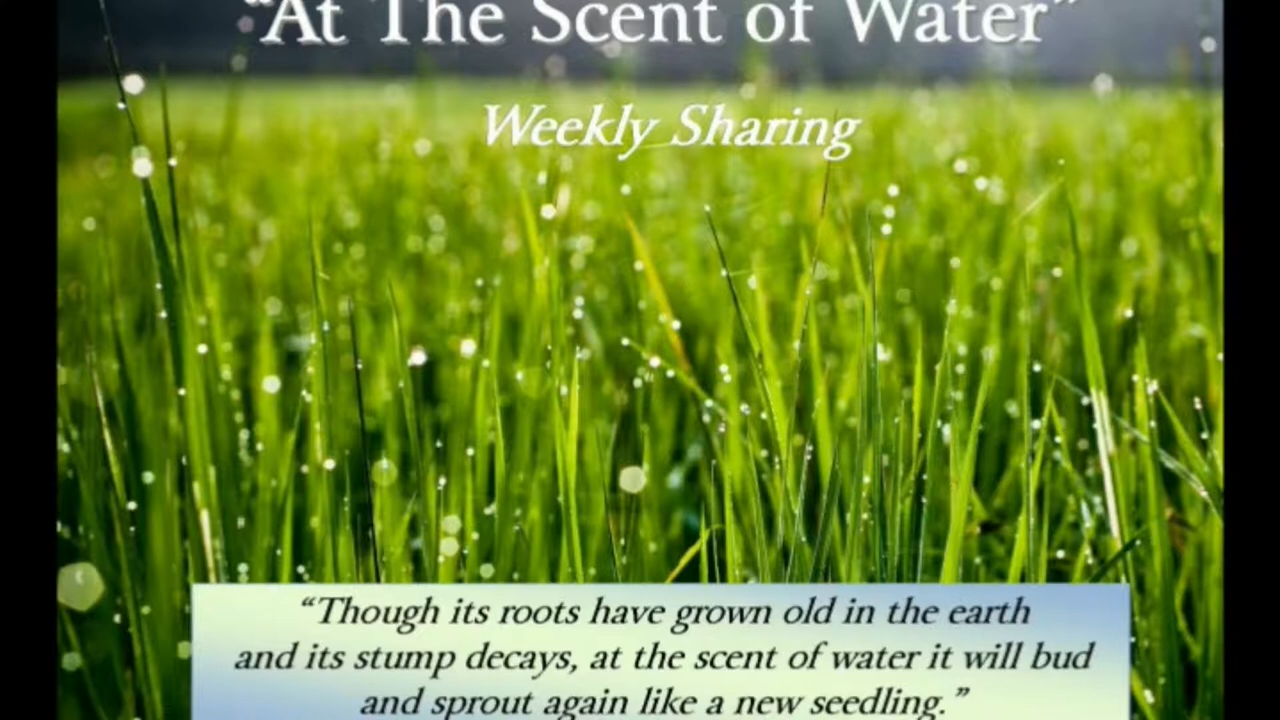 “At The Scent of Water”
Weekly Sharing
“Though its roots have grown old in the earth
and its stump decays, at the scent of water it will bud
and sprout again like a new seedling.”